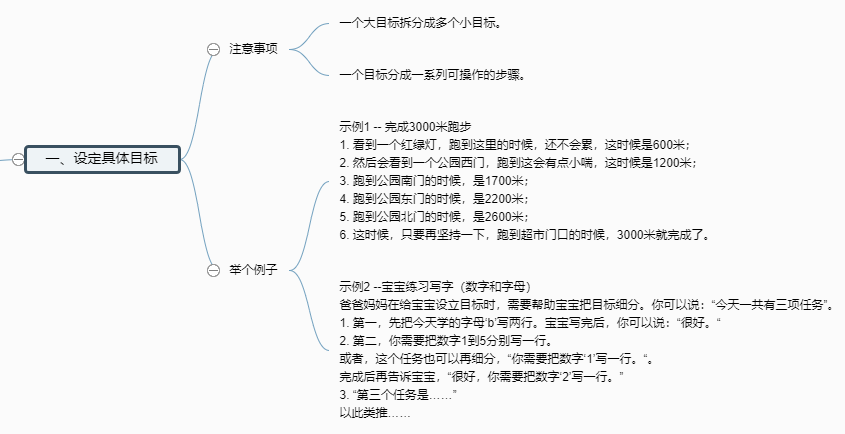 一、设定具体目标
注意事项
一个大目标拆分成多个小目标。
一个目标分成一系列可操作的步骤。
举个例子
示例1 -- 完成3000米跑步
1. 看到一个红绿灯，跑到这里的时候，还不会累，这时候是600米；
2. 然后会看到一个公园西门，跑到这会有点小喘，这时候是1200米；
3. 跑到公园南门的时候，是1700米；
4. 跑到公园东门的时候，是2200米；
5. 跑到公园北门的时候，是2600米；
6. 这时候，只要再坚持一下，跑到超市门口的时候，3000米就完成了。
示例2 --宝宝练习写字（数字和字母）
爸爸妈妈在给宝宝设立目标时，需要帮助宝宝把目标细分。你可以说：“今天一共有三项任务”。
1. 第一，先把今天学的字母‘b’写两行。宝宝写完后，你可以说：“很好。“
2. 第二，你需要把数字1到5分别写一行。
或者，这个任务也可以再细分，“你需要把数字‘1’写一行。“。
完成后再告诉宝宝，“很好，你需要把数字‘2’写一行。”
3. “第三个任务是……”
以此类推……